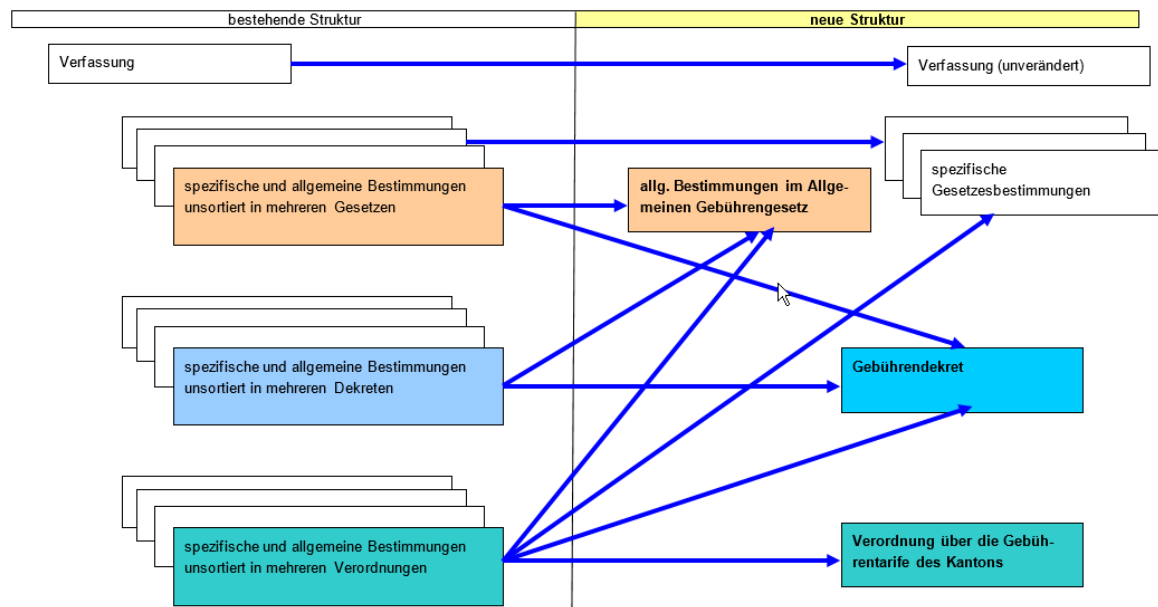 bestehende Struktur
neue Struktur
Verfassung
Verfassung (unverändert)
spezifische und allgemeine Bestimmungen
unsortiert in mehreren Gesetzen
allg. Bestimmungen im Allge-
meinen Gebührengesetz
spezifische
Gesetzesbestimmungen
spezifische und allgemeine Bestimmungen
unsortiert in mehreren Dekreten
Gebührendekret
spezifische und allgemeine Bestimmungen
unsortiert in mehreren Verordnungen
Verordnung über die Gebüh-
rentarife des Kantons